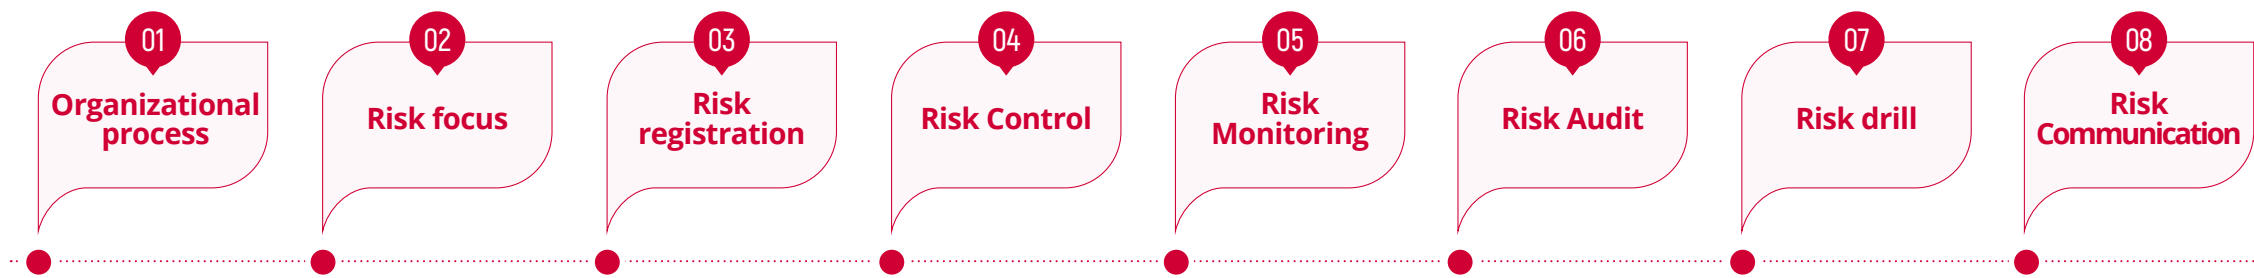 01
Organizational
process
02
Risk focus
03
Risk
registration
04
Risk Control
05
Risk
Monitoring
06
Risk Audit
07
Risk drill
08
Risk
Communication